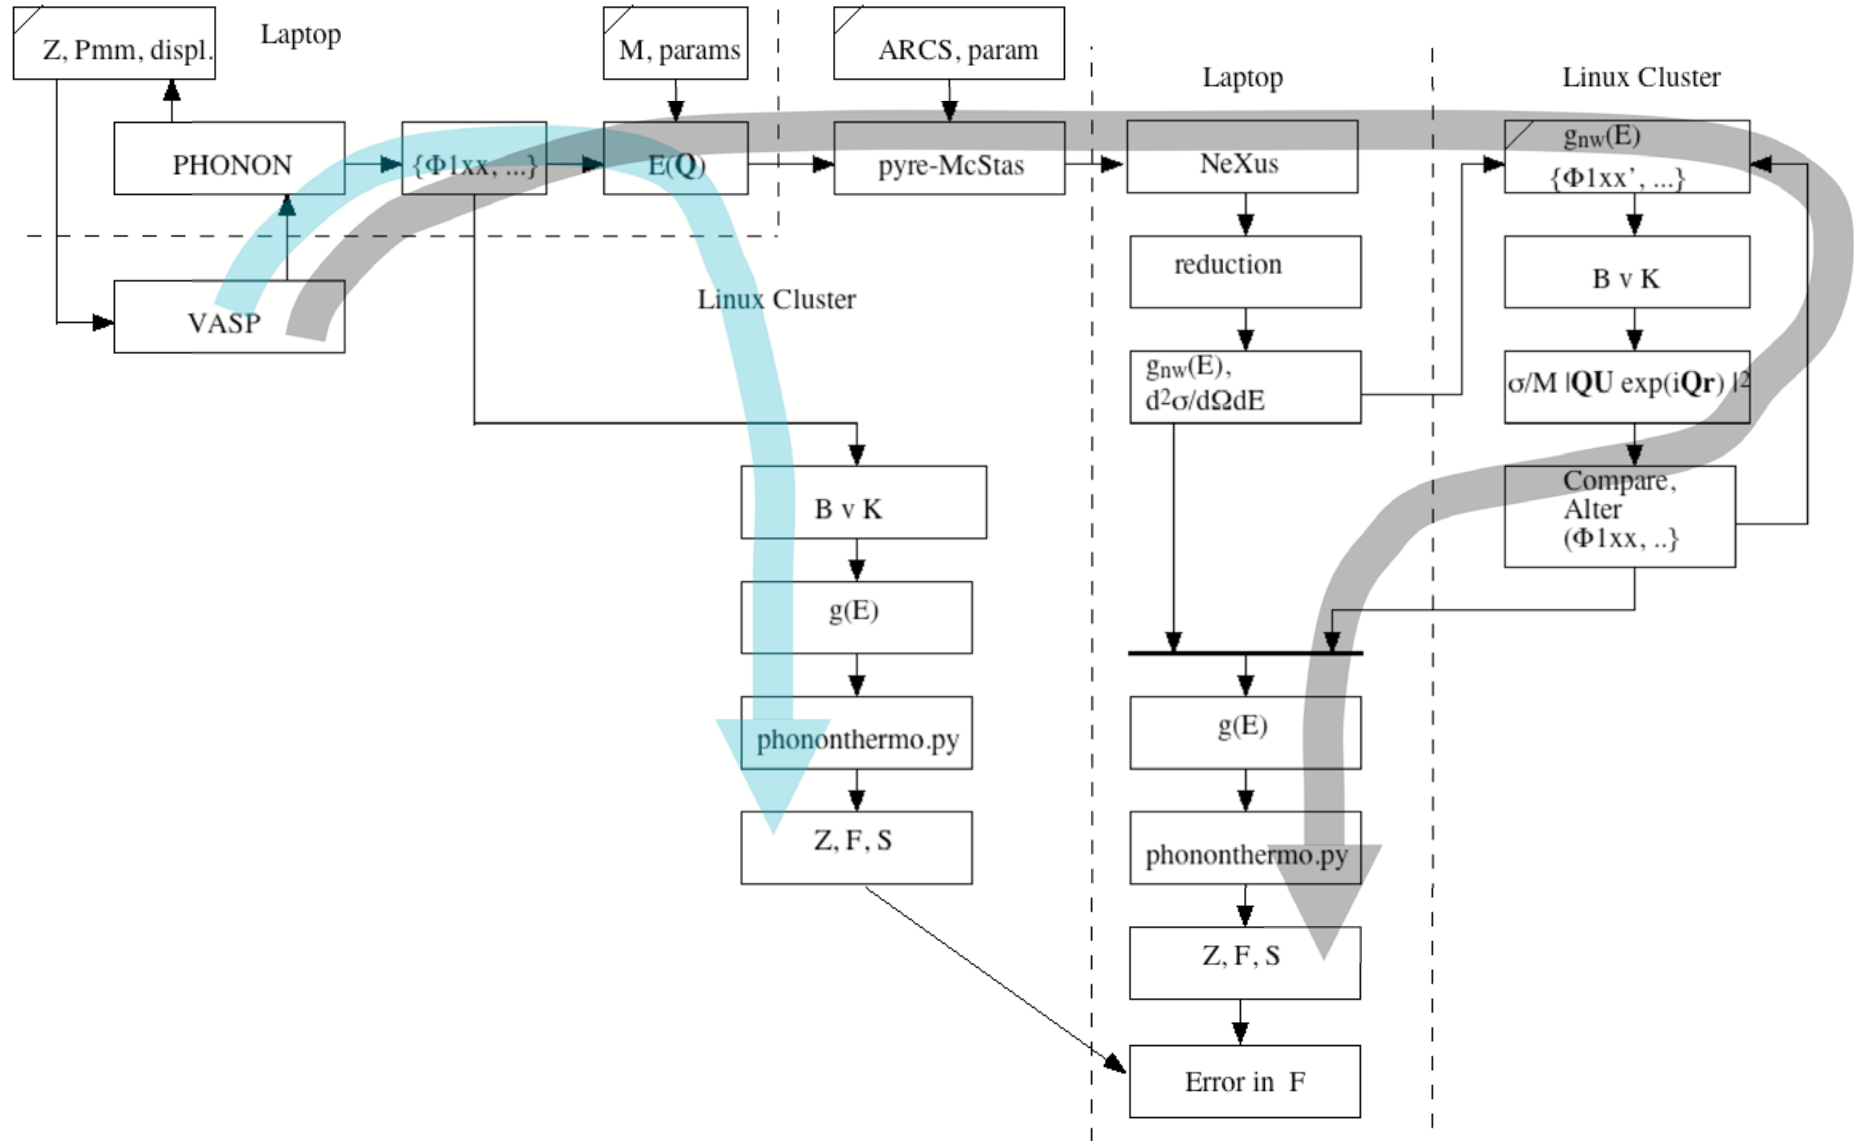 Z, Pmm, displ.
Laptop
M, params
ARCS, param
Laptop
Linux Cluster
PHONON
{Φ1xx, ...}
E(Q)
pyre-McStas
NeXus
gnw(E)
{Φ1xx’, ...}
VASP
Linux Cluster
reduction
B v K
gnw(E),
d2σ/dΩdE
σ/M |QU exp(iQr) |2
B v K
Compare,
Alter
(Φ1xx, ..}
g(E)
phononthermo.py
Z, F, S
g(E)
phononthermo.py
Z, F, S
Error in F